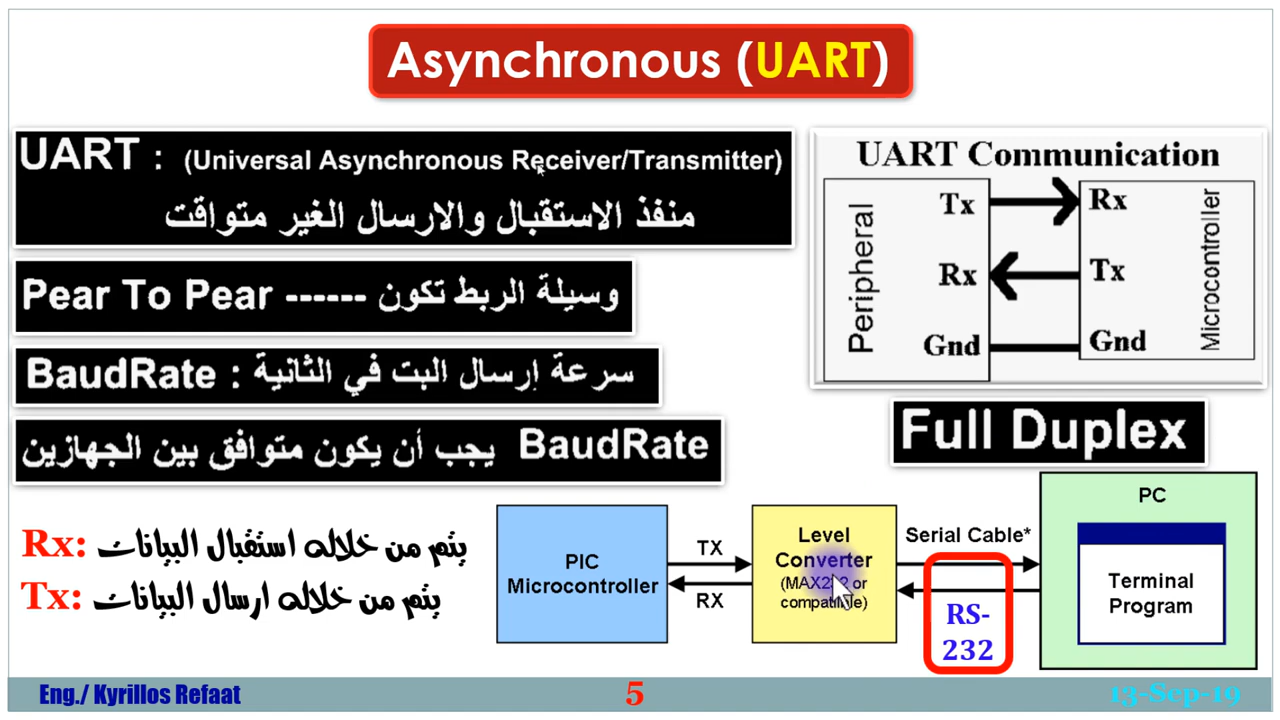 Asynchronous (UART)
UART : (Universal Asynchronous Receiver/Transmitter)
منفذ الاستقبال والارسال الغير متواقت
Pear To Pear ------ وسيلة الربط تكون
BaudRate : سرعة إرسال البت في الثانية
يجب أن يكون متوافق بين الجهازين BaudRate
Rx: يتم من خلاله استقبال البيانات
Tx: يتم من خلاله ارسال البيانات
UART Communication
Peripheral
Tx
Rx
Gnd
Rx
Tx
Gnd
Microcontroller
Full Duplex
PIC
Microcontroller
TX
RX
Level
Converter
(MAX232 or
compatible)
Serial Cable*
RS-
232
PC
Terminal
Program
Eng./ Kyrillos Refaat
5
13-Sep-19